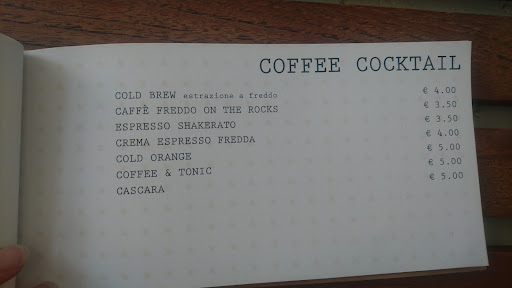 COFFEE COCKTAIL
COLD BREW estrazione a freddo € 4.00
CAFFÈ FREDDO ON THE ROCKS € 3.50
ESPRESSO SHAKERATO € 3.50
CREMA ESPRESSO FREDDA € 4.00
COLD ORANGE € 5.00
COFFEE & TONIC € 5.00
CASCARA € 5.00